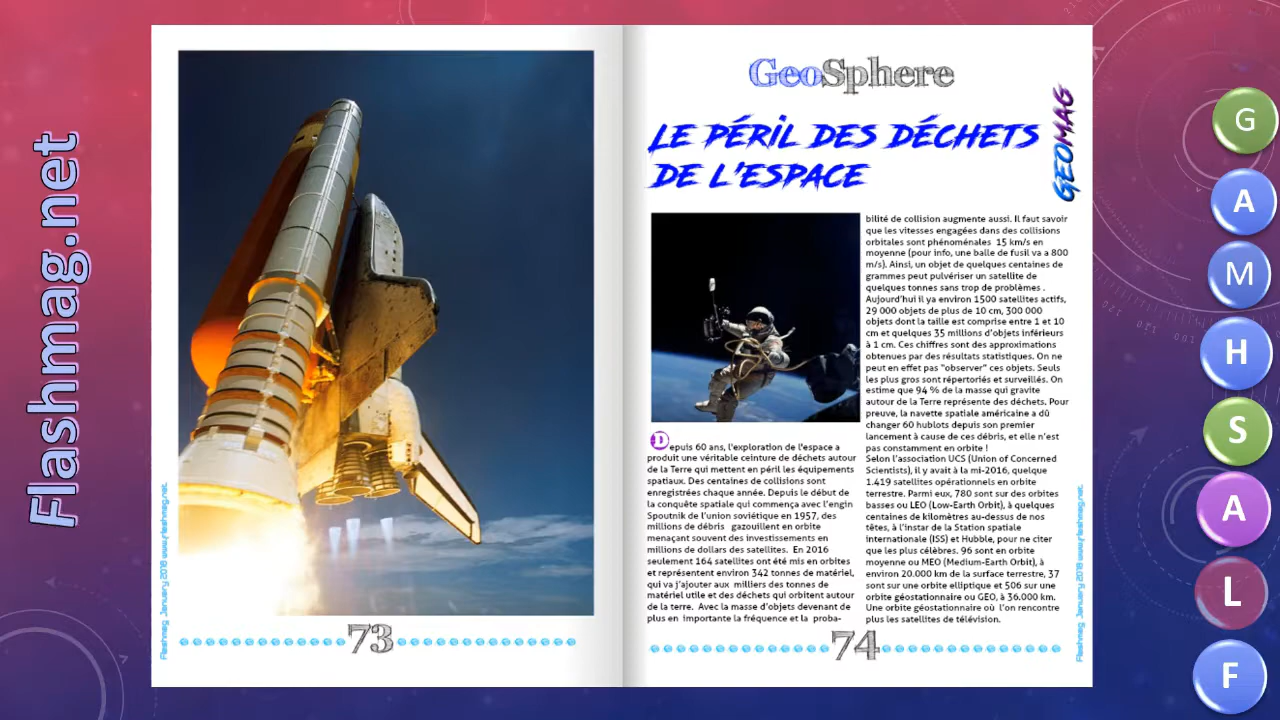 Flashmag.net
Flashmag January 2018 www.flashmag.net
73
GeoSphere
LE PÉRIL DES DÉCHETS
DE L'ESPACE
GEOMAG
Depuis 60 ans, l'exploration de l'espace a
produit une véritable ceinture de déchets autour
de la Terre qui mettent en péril les équipements
spatiaux. Des centaines de collisions sont
enregistrées chaque année. Depuis le début de
la conquête spatiale qui commença avec l'engin
Spoutnik de l'union soviétique en 1957, des
millions de débris gazouillent en orbite
menaçant souvent des investissements en
millions de dollars des satellites. En 2016
seulement 164 satellites ont été mis en orbites
et représentent environ 342 tonnes de matériel,
qui va j'ajouter aux milliers des tonnes de
matériel utile et des déchets qui orbitent autour
de la terre. Avec la masse d'objets devenant de
plus en importante la fréquence et la proba-
bilité de collision augmente aussi. Il faut savoir
que les vitesses engagées dans des collisions
orbitales sont phénoménales 15 km/s en
moyenne (pour info, une balle de fusil va a 800
m/s). Ainsi, un objet de quelques centaines de
grammes peut pulvériser un satellite de
quelques tonnes sans trop de problèmes .
Aujourd'hui il ya environ 1500 satellites actifs,
29 000 objets de plus de 10 cm, 300 000
objets dont la taille est comprise entre 1 et 10
cm et quelques 35 millions d'objets inférieurs
à 1 cm. Ces chiffres sont des approximations
obtenues par des résultats statistiques. On ne
peut en effet pas "observer" ces objets. Seuls
les plus gros sont répertoriés et surveillés. On
estime que 94 % de la masse qui gravite
autour de la Terre représente des déchets. Pour
preuve, la navette spatiale américaine a dû
changer 60 hublots depuis son premier
lancement à cause de ces débris, et elle n'est
pas constamment en orbite !
Selon l'association UCS (Union of Concerned
Scientists), il y avait à la mi-2016, quelque
1.419 satellites opérationnels en orbite
terrestre. Parmi eux, 780 sont sur des orbites
basses ou LEO (Low-Earth Orbit), à quelques
centaines de kilomètres au-dessus de nos
têtes, à l'instar de la Station spatiale
internationale (ISS) et Hubble, pour ne citer
que les plus célèbres. 96 sont en orbite
moyenne ou MEO (Medium-Earth Orbit), à
environ 20.000 km de la surface terrestre, 37
sont sur une orbite elliptique et 506 sur une
orbite géostationnaire ou GEO, à 36.000 km.
Une orbite géostationnaire où l'on rencontre
plus les satellites de télévision.
74
Flashmag January 2018 www.flashmag.net
G
A
M
H
S
A
L
F